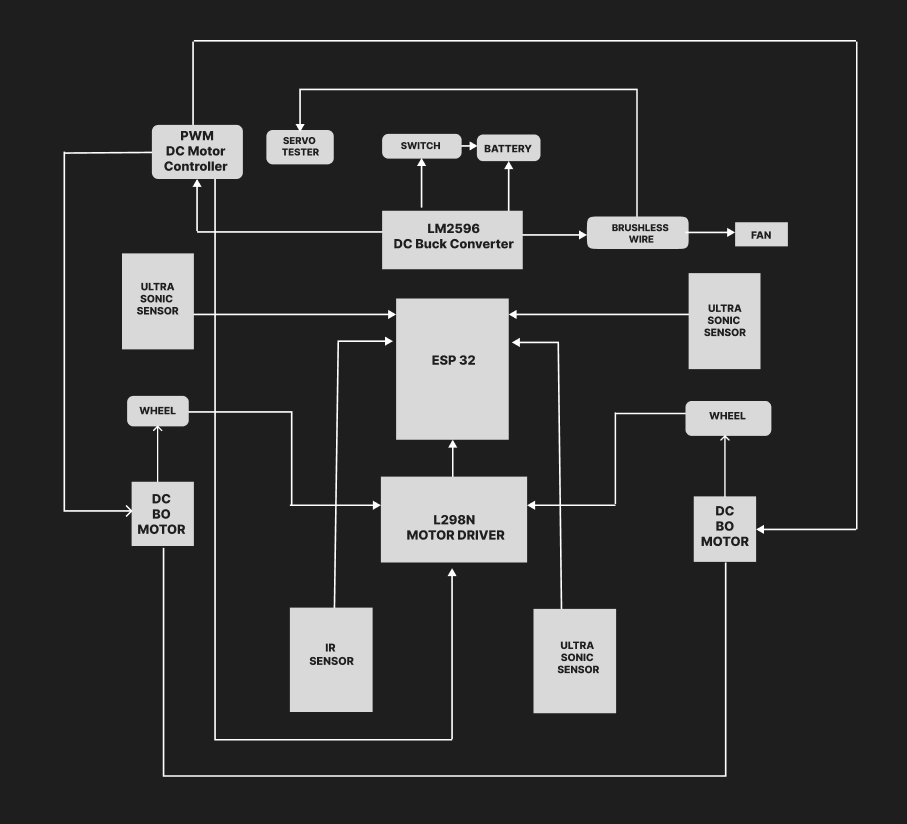 PWM
DC Motor
Controller
SERVO
TESTER
SWITCH
BATTERY
LM2596
DC Buck Converter
BRUSHLESS
WIRE
FAN
ULTRA
SONIC
SENSOR
ESP 32
ULTRA
SONIC
SENSOR
WHEEL
WHEEL
DC
BO
MOTOR
L298N
MOTOR DRIVER
DC
BO
MOTOR
IR
SENSOR
ULTRA
SONIC
SENSOR